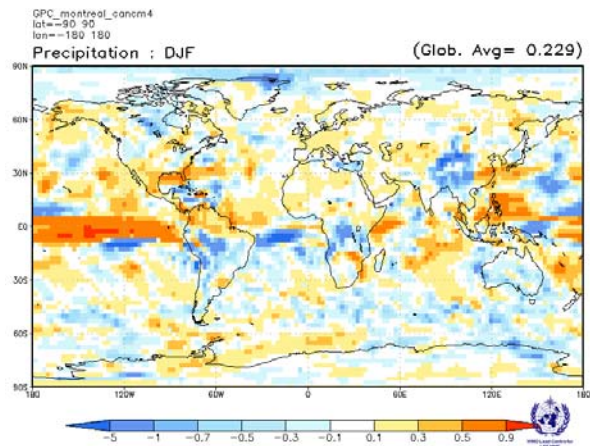 GPC_montreal_cancm4
lat=-90 90
lon=-180 180
Precipitation : DJF (Glob. Avg= 0.229)
90N
60N
30N
EQ
30S
60S
90S
180 120W 60W 0 60E 120E 180
-5 -1 -0.7 -0.5 -0.3 -0.1 0.1 0.3 0.5 0.9